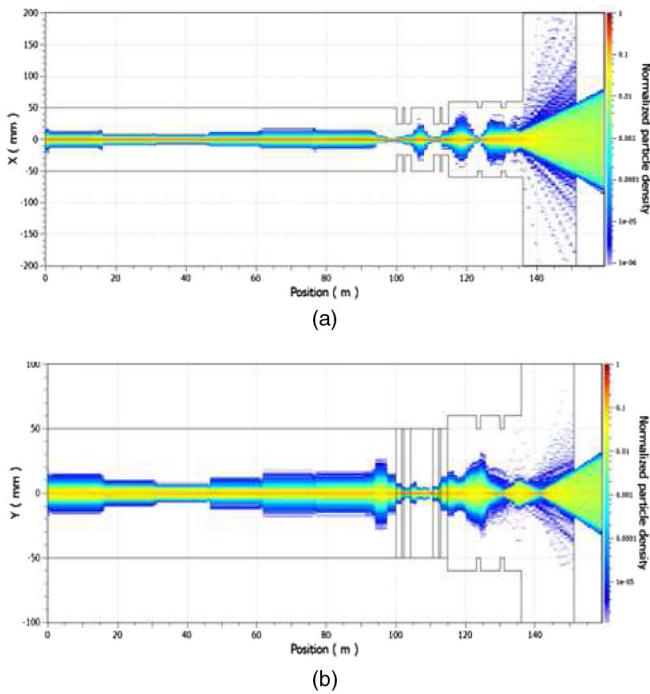 200
150
100
50
0
-50
-100
-150
-200
X ( mm )
0 20 40 60 80 100 120 140
Position ( m )
1
0.1
0.01
0.001
0.0001
1e-05
1e-06
Normalized particle density
(a)
100
50
0
-50
-100
Y ( mm )
0 20 40 60 80 100 120 140
Position ( m )
1
0.1
0.01
0.001
0.0001
1e-05
Normalized particle density
(b)